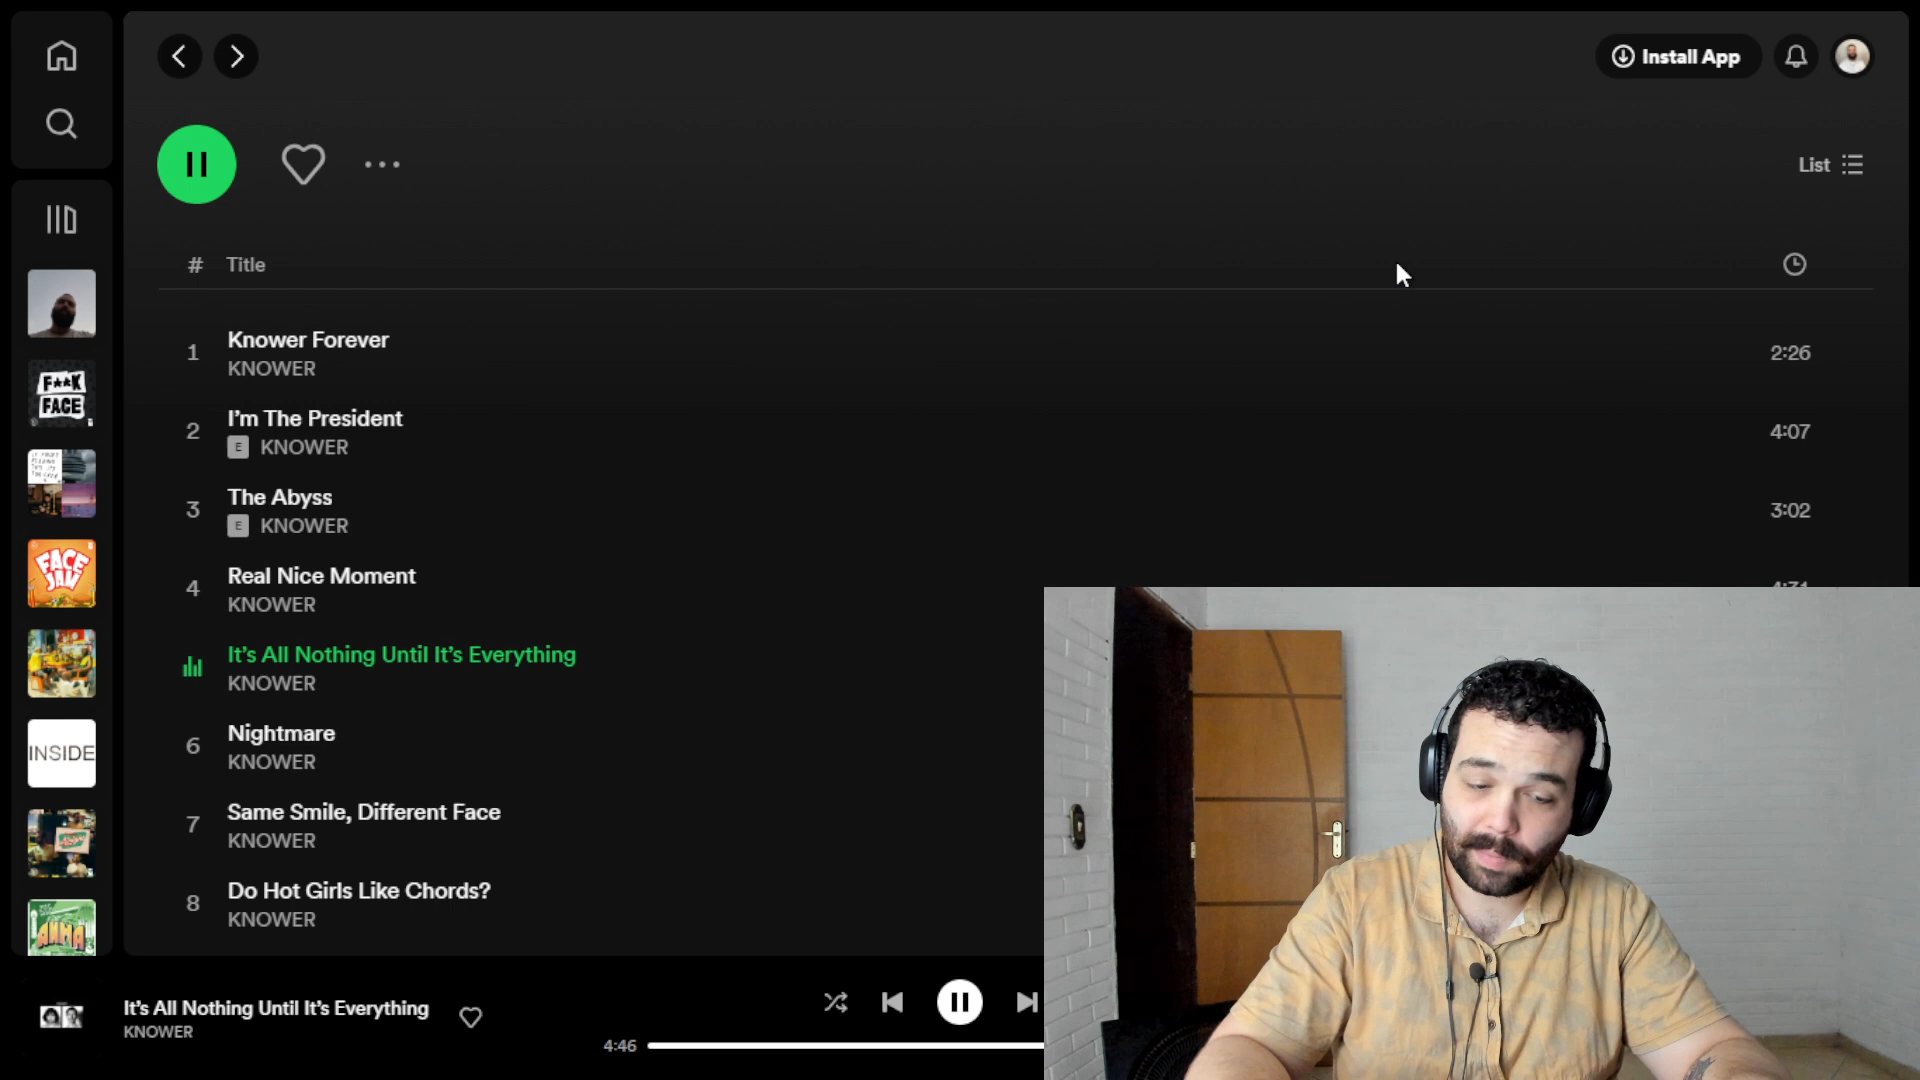 Install App
List
# Title
1
Knower Forever
KNOWER
2:26
2
I'm The President
E KNOWER
4:07
3
The Abyss
E KNOWER
3:02
4
Real Nice Moment
KNOWER
It's All Nothing Until It's Everything
KNOWER
6
Nightmare
KNOWER
7
Same Smile, Different Face
KNOWER
8
Do Hot Girls Like Chords?
KNOWER
F**K
FACE
FACE
JAM
INSIDE
ANMA
It's All Nothing Until It's Everything
KNOWER
4:46